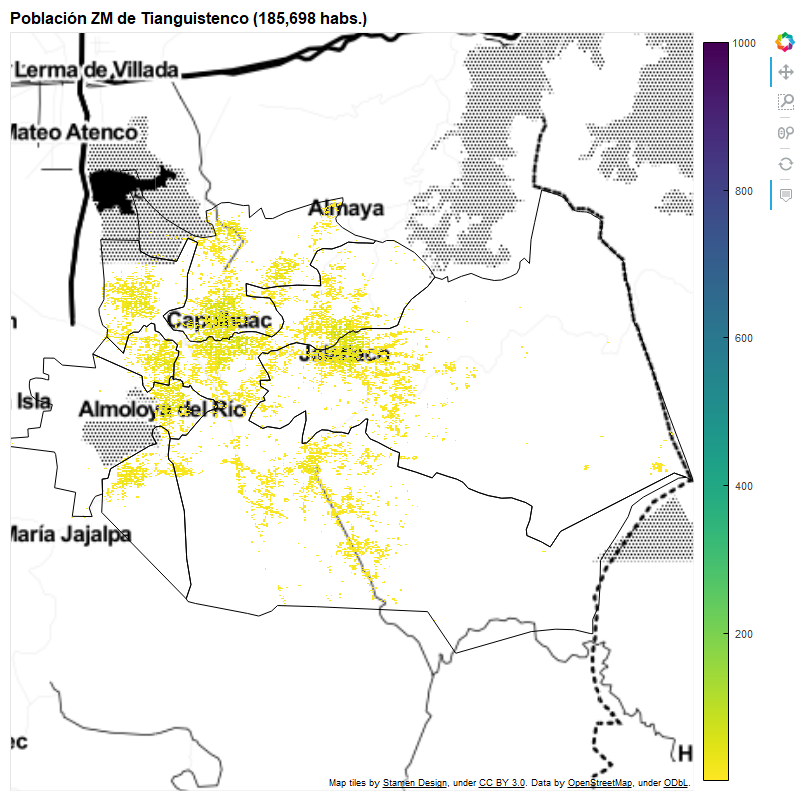 Población ZM de Tianguistenco (185,698 habs.)
Lerma de Villada
Mateo Atenco
Almaya
Capulhuac
Isla
Almoloya del Río
María Jajalpa
ec
H
1000
800
600
400
200
Map tiles by Stamen Design, under CC BY 3.0. Data by OpenStreetMap, under ODbL.